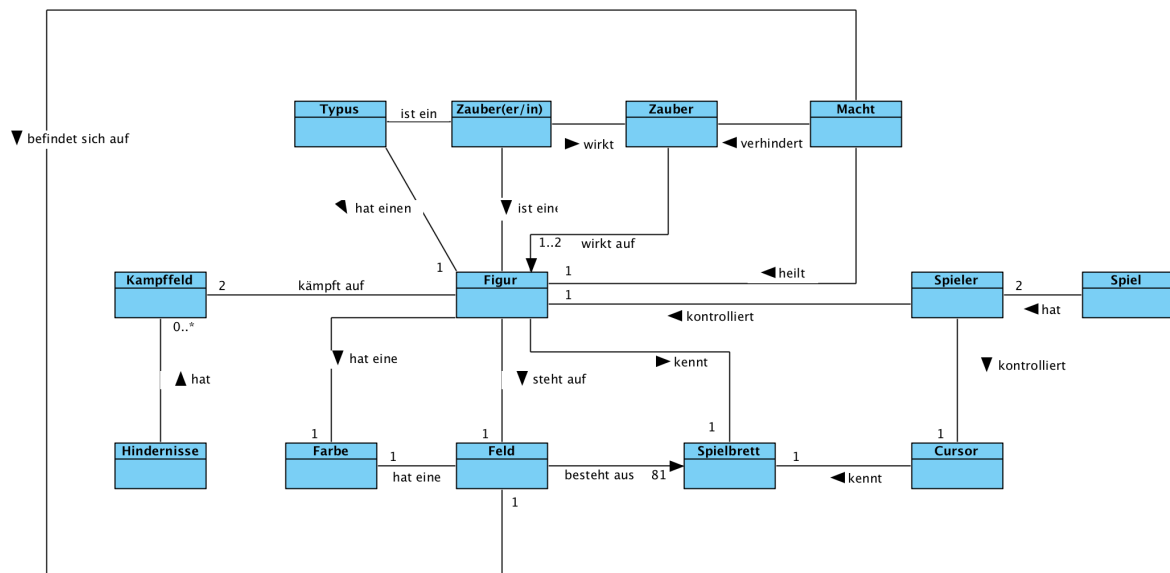 Typus
ist ein
Zauber(er/in)
Zauber
Macht
befindet sich auf
wirkt
verhindert
hat einen
ist eine
1..2
wirkt auf
1
1
heilt
Kampffeld
2
kämpft auf
Figur
1
Spieler
2
Spiel
0..*
kontrolliert
hat
hat eine
kennt
kontrolliert
hat
steht auf
1
1
1
1
Hindernisse
Farbe
1
Feld
Spielbrett
1
Cursor
hat eine
besteht aus
81
kennt
1